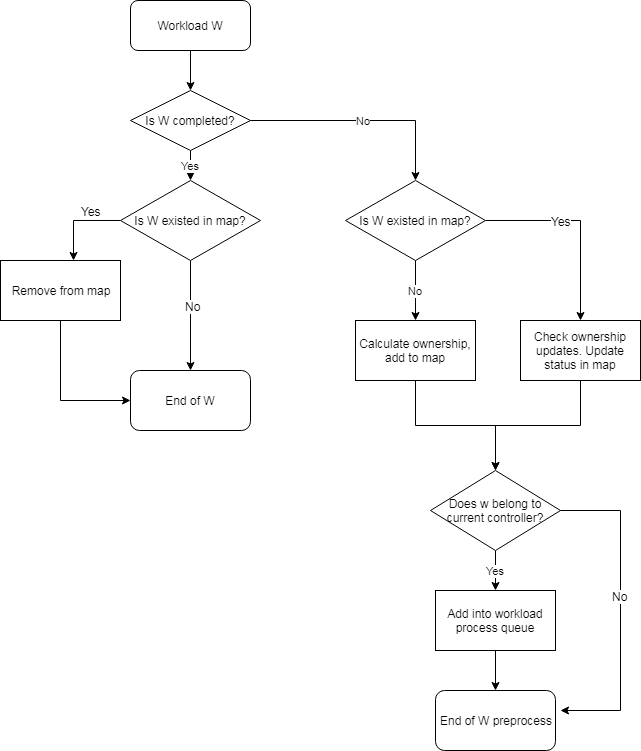 Workload W
Is W completed?
No
Yes
Is W existed in map?
Is W existed in map?
Yes
Yes
Remove from map
No
No
Calculate ownership,
add to map
Check ownership
updates. Update
status in map
End of W
Does w belong to
current controller?
Yes
No
Add into workload
process queue
End of W preprocess